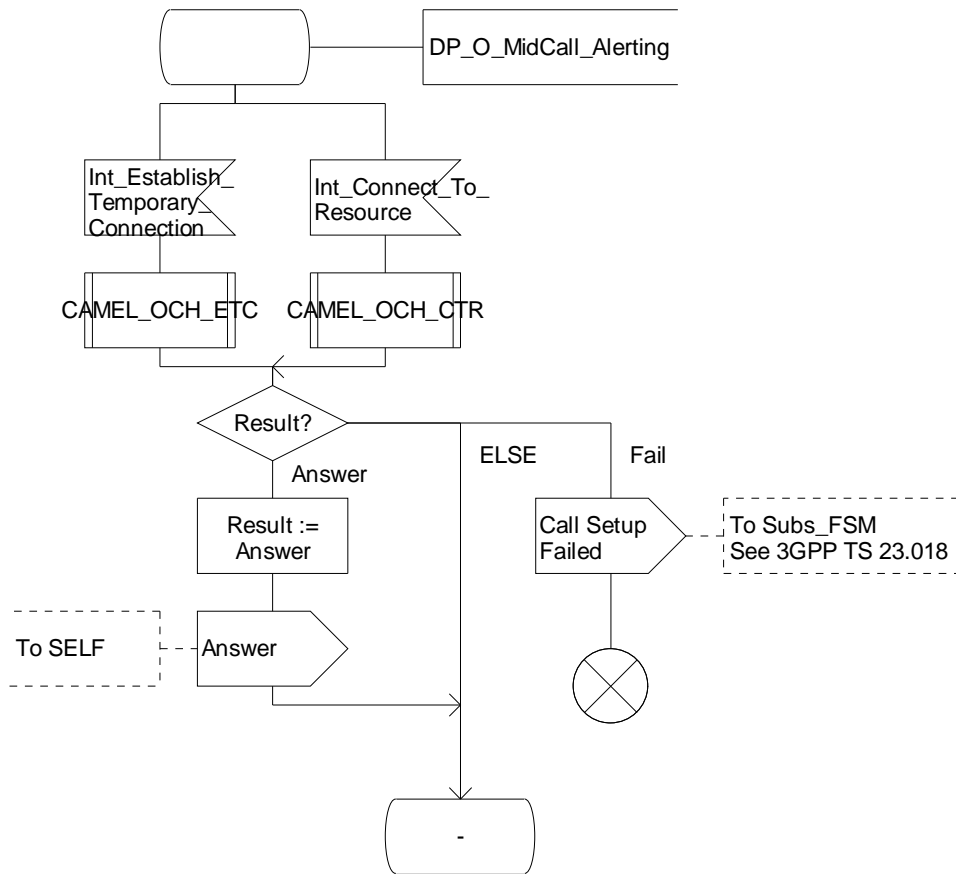 DP_O_MidCall_Alerting
Int_Establish_
Temporary_
Connection
Int_Connect_To_
Resource
CAMEL_OCH_ETC
CAMEL_OCH_CTR
Result?
ELSE
Fail
Answer
Result :=
Answer
Call Setup
Failed
To Subs_FSM
See 3GPP TS 23.018
To SELF
Answer
-